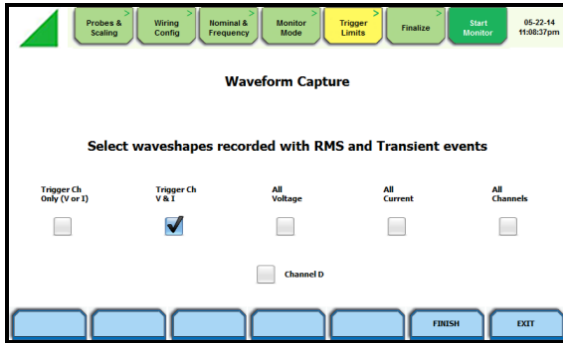 Probes & Scaling
Wiring Config
Nominal & Frequency
Monitor Mode
Trigger Limits
Finalize
Start Monitor
05-22-14 11:08:37pm
Waveform Capture
Select waveshapes recorded with RMS and Transient events
Trigger Ch Only (V or I)
Trigger Ch V & I
All Voltage
All Current
All Channels
Channel D
FINISH
EXIT